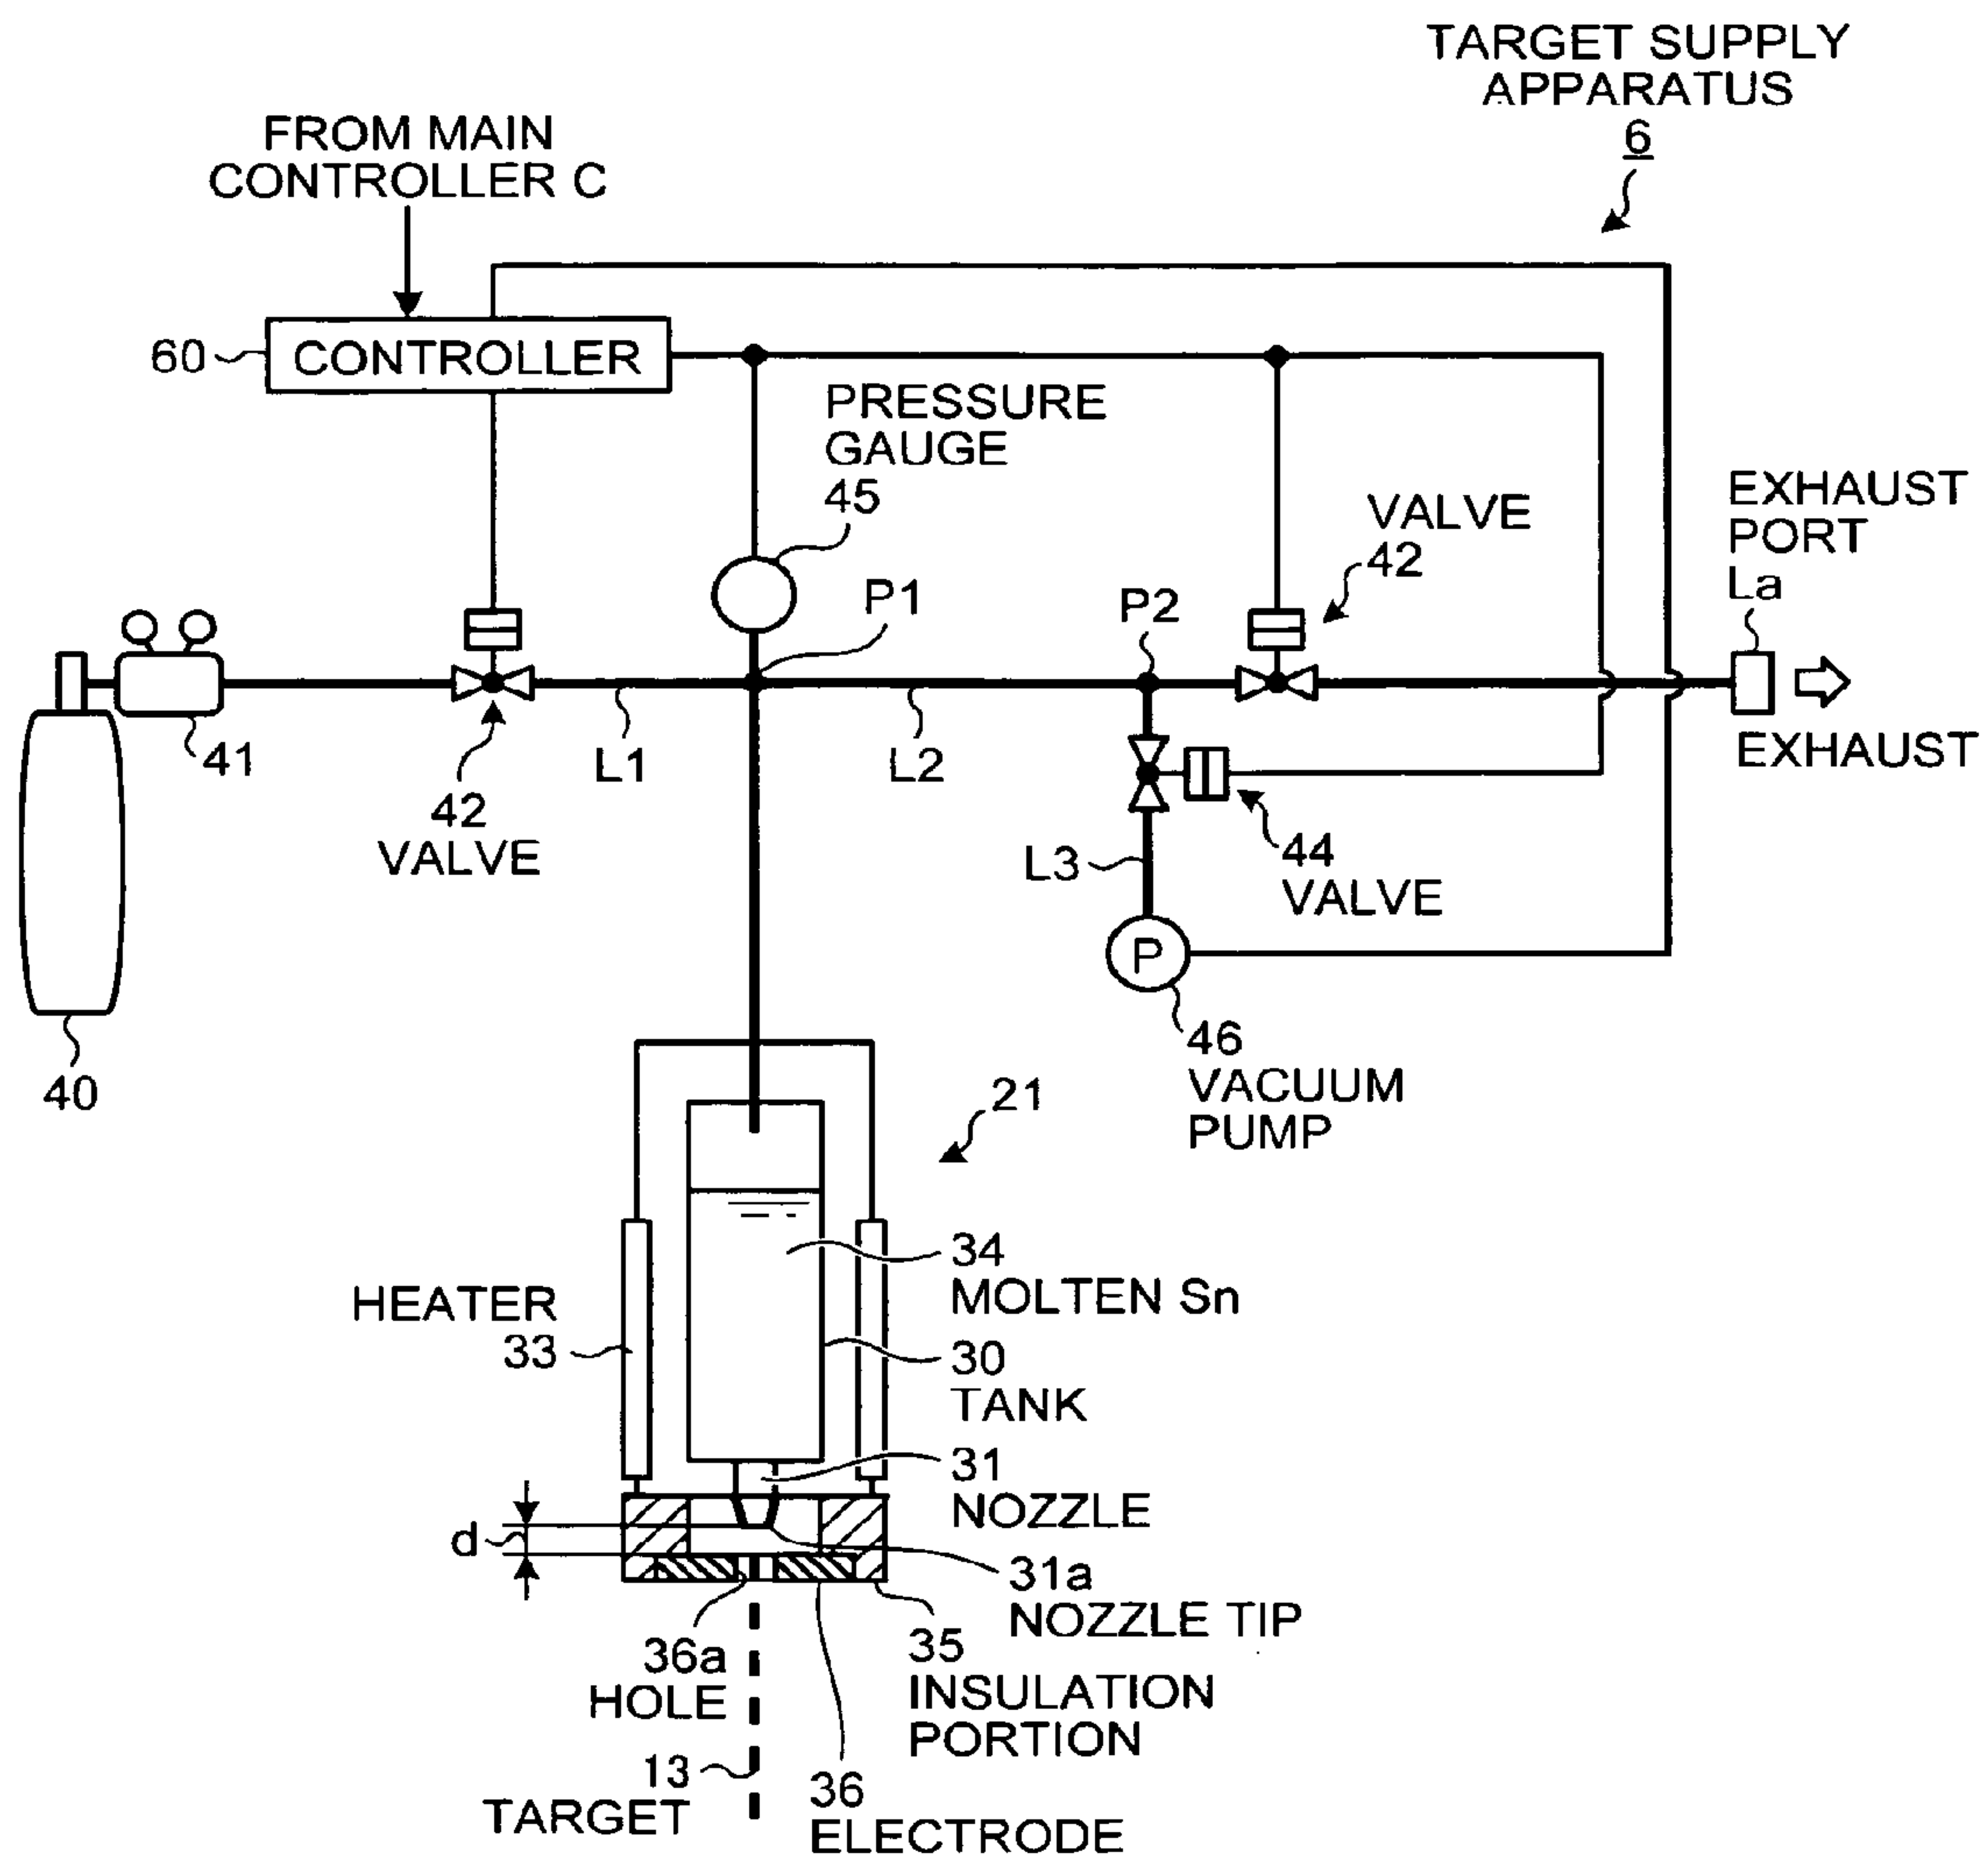 TARGET SUPPLY
APPARATUS
6
FROM MAIN
CONTROLLER C
60
CONTROLLER
PRESSURE
GAUGE
45
VALVE
42
EXHAUST
PORT
La
P1
P2
41
L1
L2
EXHAUST
42
VALVE
L3
44
VALVE
P
46
VACUUM
PUMP
40
21
34
MOLTEN Sn
HEATER
33
30
TANK
31
NOZZLE
d
31a
NOZZLE TIP
36a
HOLE
35
INSULATION
PORTION
13
TARGET
36
ELECTRODE